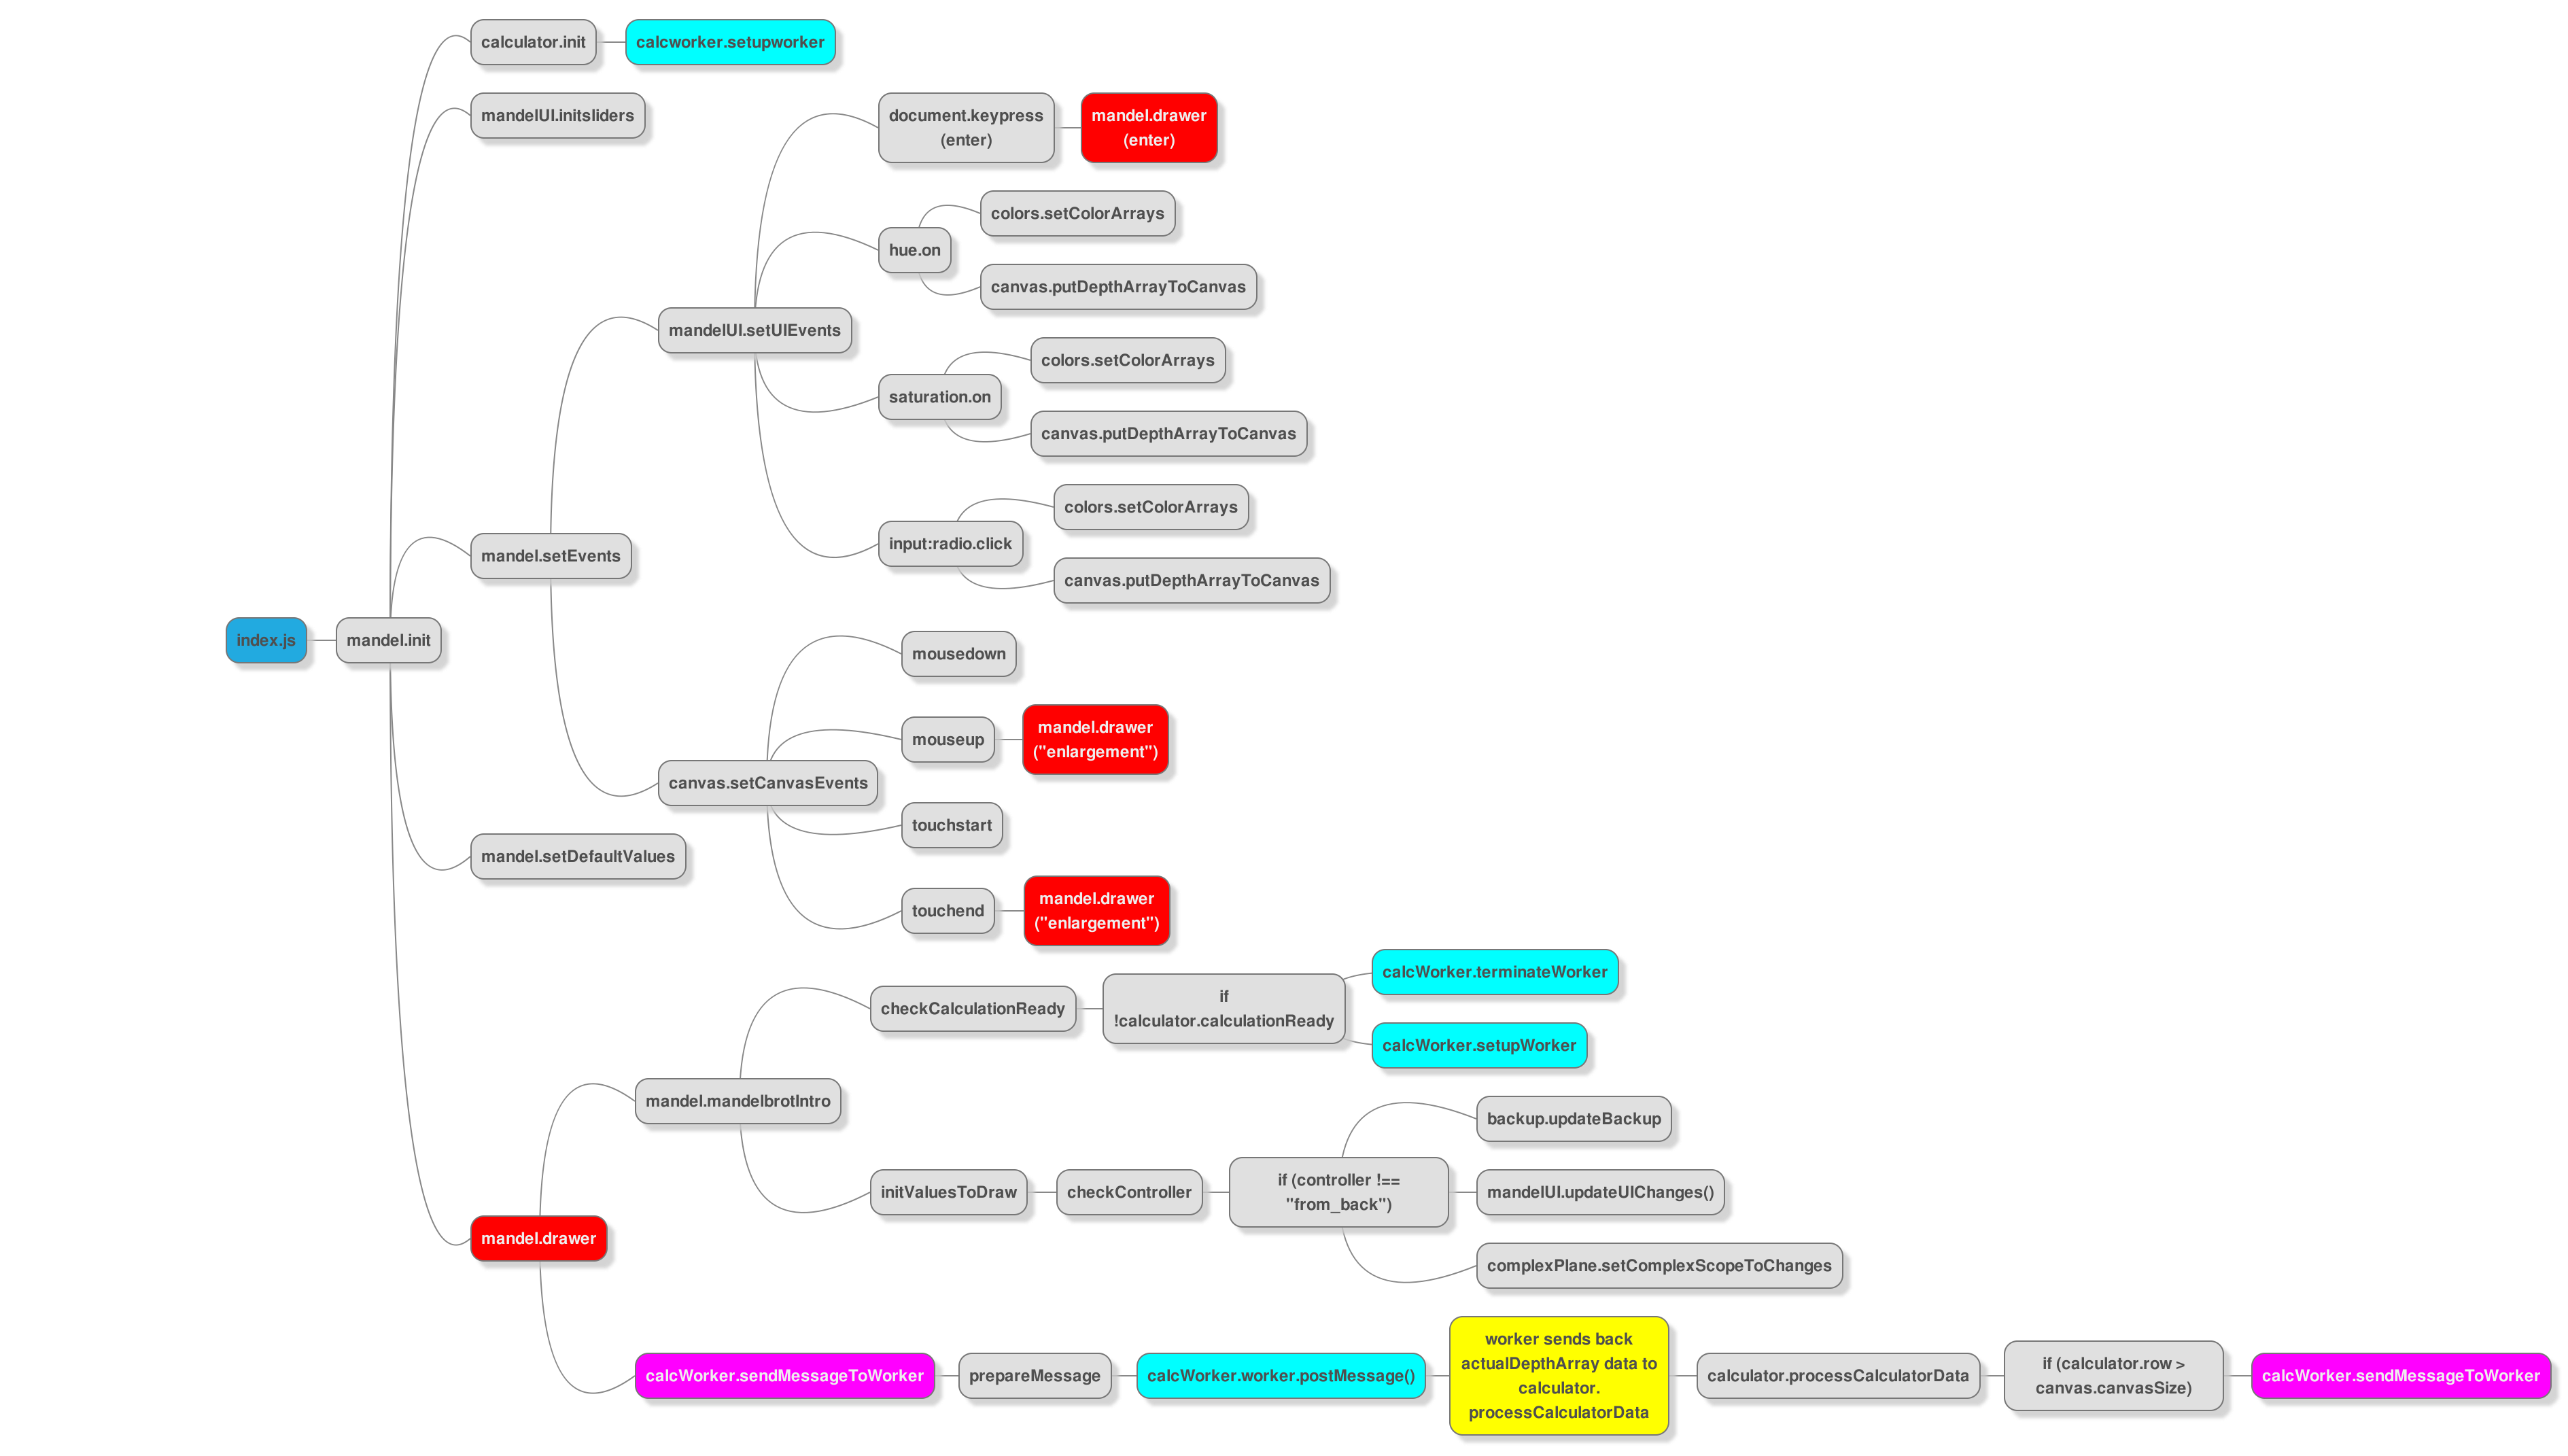 calculator.init
calcworker.setupworker
mandelUI.initsliders
document.keypress
(enter)
mandel.drawer
(enter)
colors.setColorArrays
hue.on
canvas.putDepthArrayToCanvas
mandelUI.setUIEvents
colors.setColorArrays
saturation.on
canvas.putDepthArrayToCanvas
colors.setColorArrays
input:radio.click
canvas.putDepthArrayToCanvas
mandel.setEvents
index.js
mandel.init
mousedown
mouseup
mandel.drawer
("enlargement")
canvas.setCanvasEvents
touchstart
touchend
mandel.drawer
("enlargement")
mandel.setDefaultValues
calcWorker.terminateWorker
checkCalculationReady
if
!calculator.calculationReady
calcWorker.setupWorker
mandel.mandelbrotIntro
backup.updateBackup
initValuesToDraw
checkController
if (controller !==
"from_back")
mandelUI.updateUIChanges()
complexPlane.setComplexScopeToChanges
mandel.drawer
calcWorker.sendMessageToWorker
prepareMessage
calcWorker.worker.postMessage()
worker sends back
actualDepthArray data to
calculator.
processCalculatorData
calculator.processCalculatorData
if (calculator.row >
canvas.canvasSize)
calcWorker.sendMessageToWorker